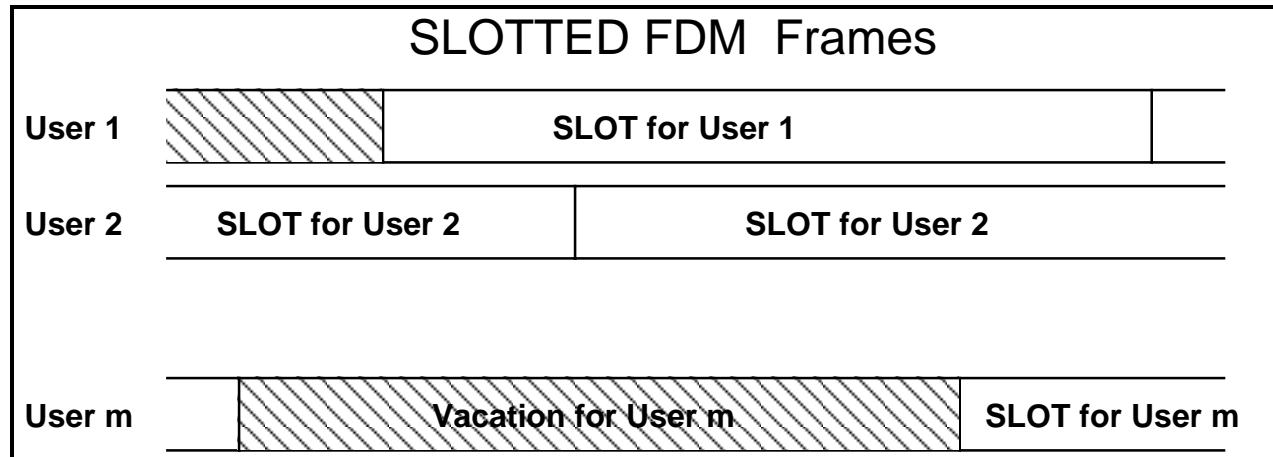 SLOTTED FDM Frames
User 1 SLOT for User 1
User 2 SLOT for User 2 SLOT for User 2
User m Vacation for User m SLOT for User m